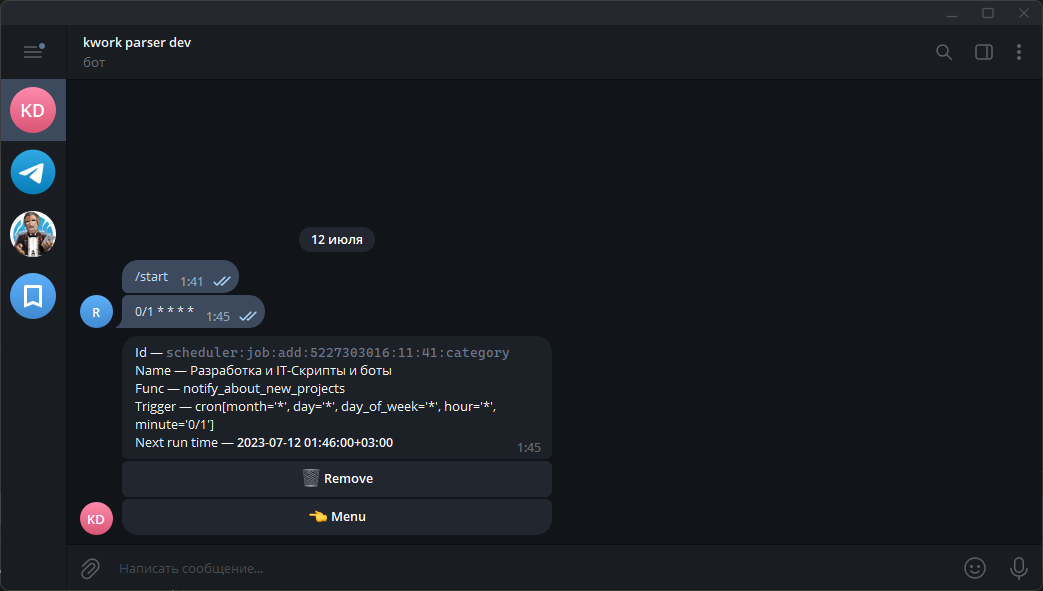 kwork parser dev
бот
KD
12 июля
/start 1:41
R
0/1 * * * * 1:45
Id — scheduler:job:add:5227303016:11:41:category
Name — Разработка и IT-Скрипты и боты
Func — notify_about_new_projects
Trigger — cron[month='*', day='*', day_of_week='*', hour='*',
minute='0/1']
Next run time — 2023-07-12 01:46:00+03:00
1:45
Remove
Menu
KD
Написать сообщение...